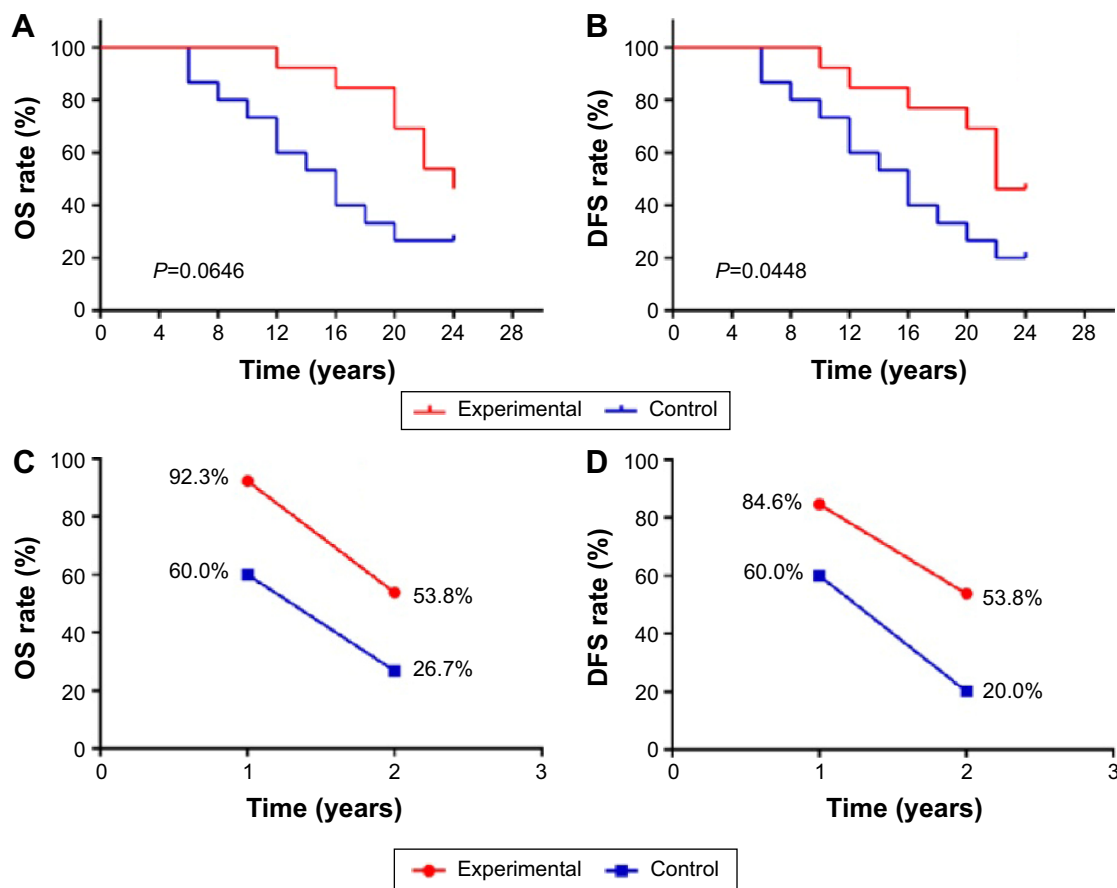 A
OS rate (%)
100
80
60
40
20
0
P=0.0646
0 4 8 12 16 20 24 28
Time (years)
B
DFS rate (%)
100
80
60
40
20
0
P=0.0448
0 4 8 12 16 20 24 28
Time (years)
Experimental Control
C
OS rate (%)
100
80
60
40
20
0
92.3%
60.0%
53.8%
26.7%
0 1 2 3
Time (years)
D
DFS rate (%)
100
80
60
40
20
0
84.6%
60.0%
53.8%
20.0%
0 1 2 3
Time (years)
Experimental Control